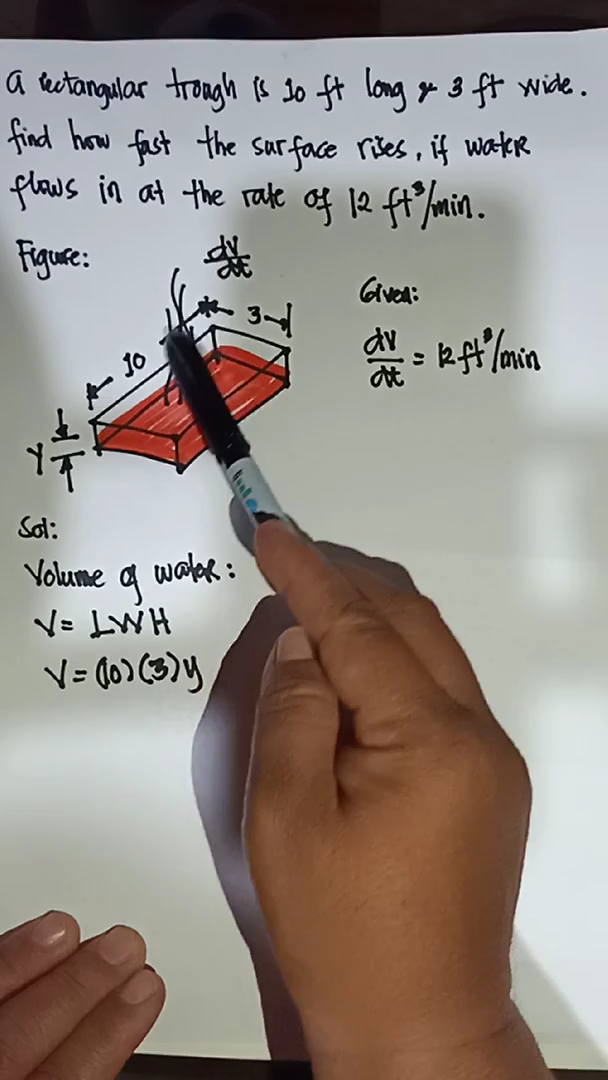 a rectangular trough is 10 ft long & 3 ft wide.
find how fast the surface rises, if water
flows in at the rate of 12 ft³/min.
Figure:
dv/dt
Given:
3
10
dv/dt = 12 ft³/min
Y
Sol:
Volume of water:
V = LWH
V = (10)(3)y